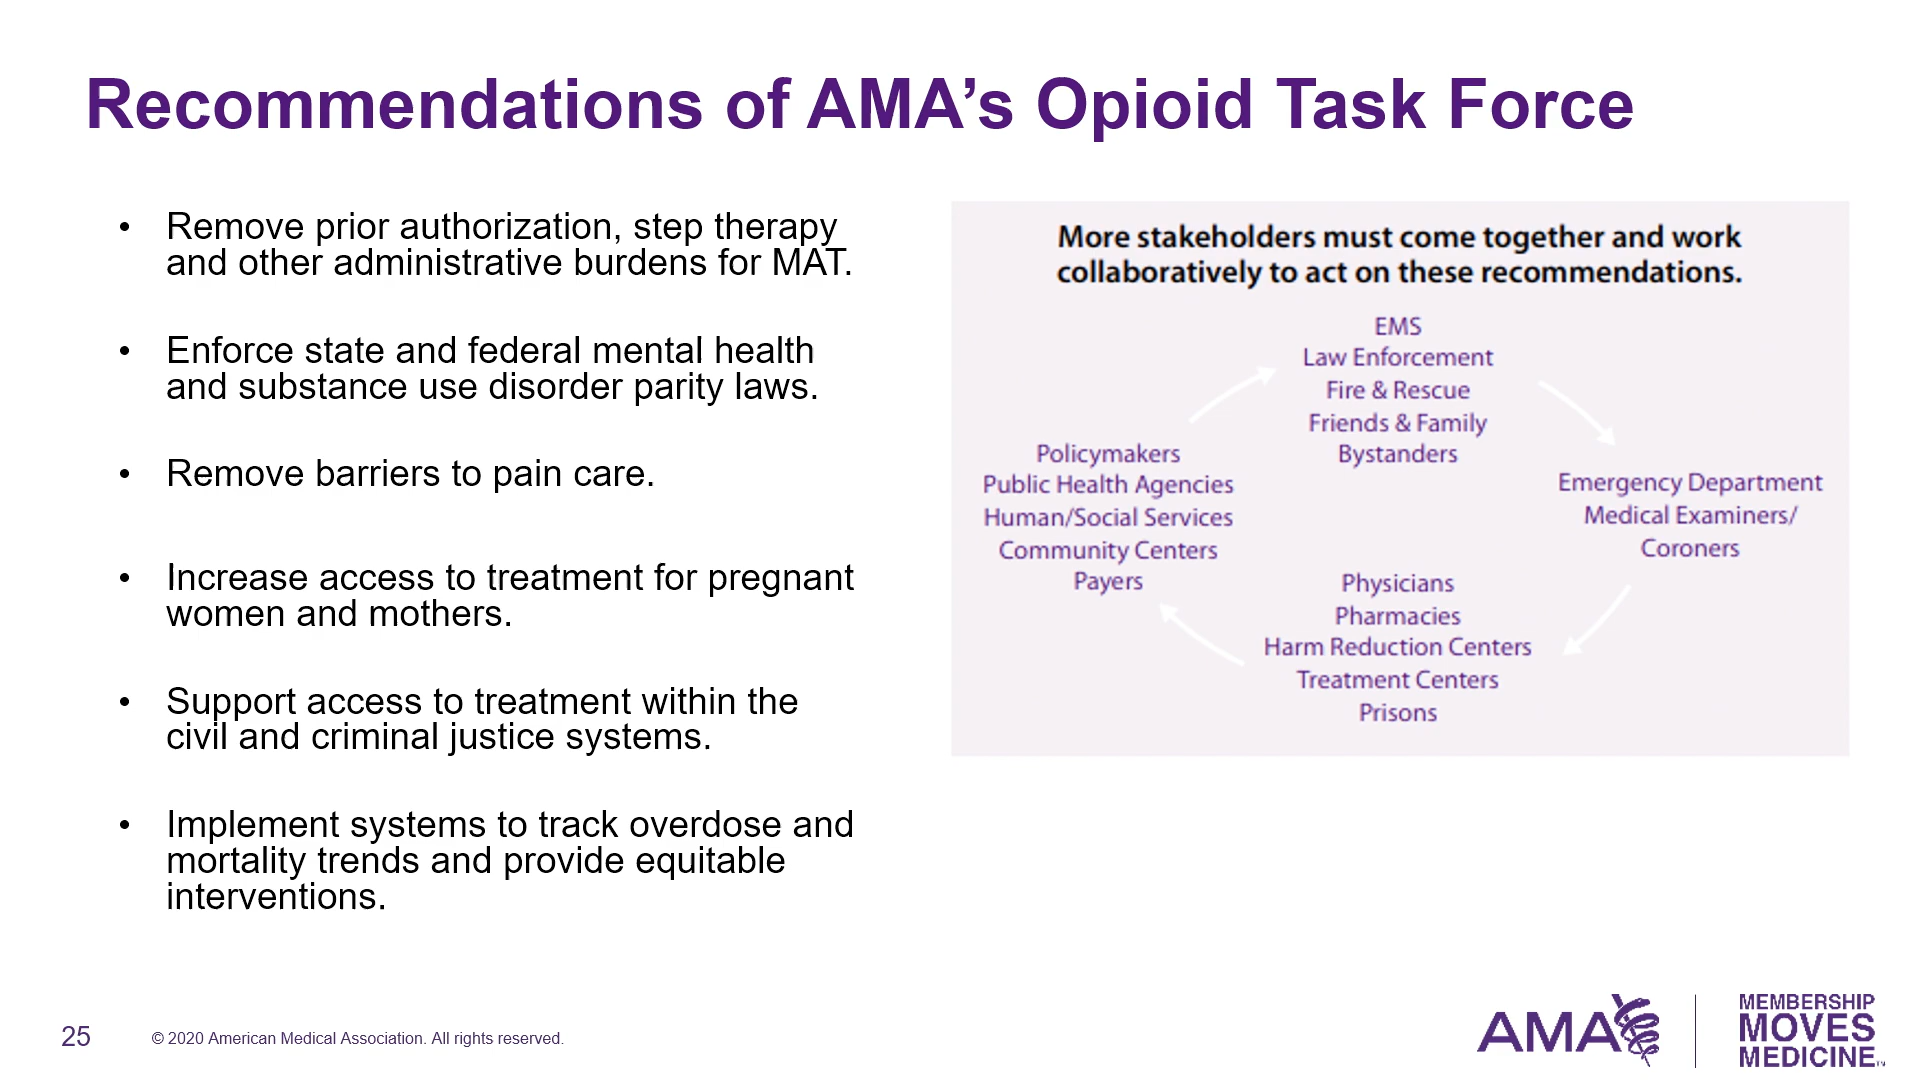 Recommendations of AMA’s Opioid Task Force
• Remove prior authorization, step therapy
and other administrative burdens for MAT.
• Enforce state and federal mental health
and substance use disorder parity laws.
• Remove barriers to pain care.
• Increase access to treatment for pregnant
women and mothers.
• Support access to treatment within the
civil and criminal justice systems.
• Implement systems to track overdose and
mortality trends and provide equitable
interventions.
More stakeholders must come together and work
collaboratively to act on these recommendations.
EMS
Law Enforcement
Fire & Rescue
Friends & Family
Bystanders
Emergency Department
Medical Examiners/
Coroners
Physicians
Pharmacies
Harm Reduction Centers
Treatment Centers
Prisons
Policymakers
Public Health Agencies
Human/Social Services
Community Centers
Payers
25
© 2020 American Medical Association. All rights reserved.
AMA
MEMBERSHIP
MOVES
MEDICINE™